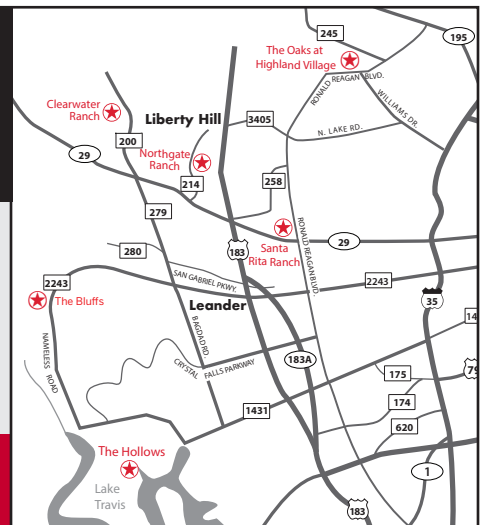 245
195
The Oaks at
Highland Village
RONALD REAGAN BLVD.
WILLIAMS DR.
Clearwater
Ranch
Liberty Hill
3405
N. LAKE RD.
200
29
Northgate
Ranch
214
258
279
Santa
Rita Ranch
RONALD REAGAN BLVD.
29
280
183
2243
SAN GABRIEL PKWY.
2243
The Bluffs
Leander
35
NAMELESS
ROAD
BAGDAD RD.
CRYSTAL FALLS PARKWAY
183A
175
174
1431
620
The Hollows
Lake
Travis
1
183